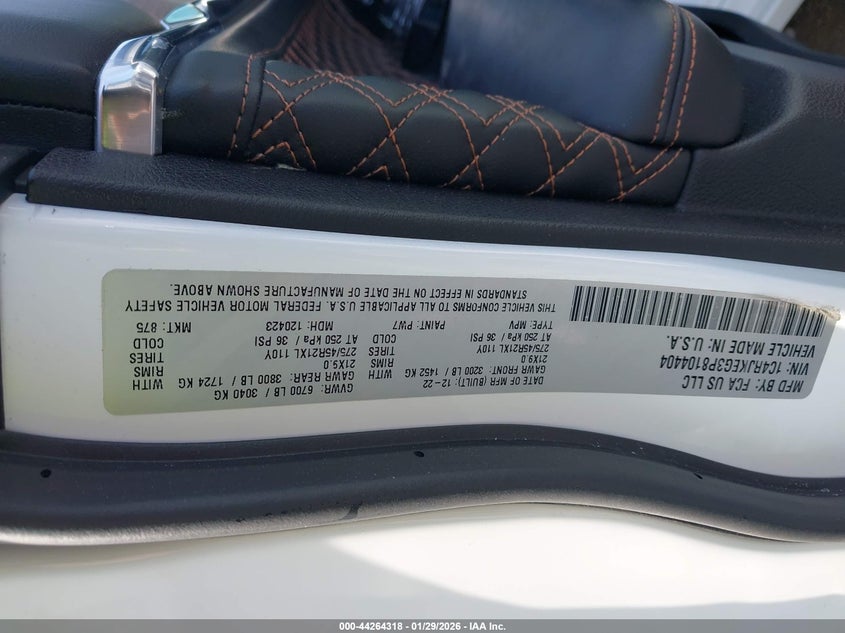 MFD BY: FCA US LLC
DATE OF MFR (BUILT): 12-22
GVWR: 6700 LB / 3040 KG
VIN: 1C4RJKEG3P8104404
GAWR FRONT: 3200 LB / 1452 KG
GAWR REAR: 3800 LB / 1724 KG
WITH
21X9.0
21X9.0
RIMS
275/45R21XL 110Y
275/45R21XL 110Y
TIRES
AT 250 kPa / 36 PSI
AT 250 kPa / 36 PSI
COLD
VEHICLE MADE IN: U.S.A.
TYPE: MPV
PAINT: PW7
MDH: 120423
MKT: 875
THIS VEHICLE CONFORMS TO ALL APPLICABLE U.S.A. FEDERAL MOTOR VEHICLE SAFETY
STANDARDS IN EFFECT ON THE DATE OF MANUFACTURE SHOWN ABOVE.
000-44264318 | 01/29/2026 - IAA Inc.